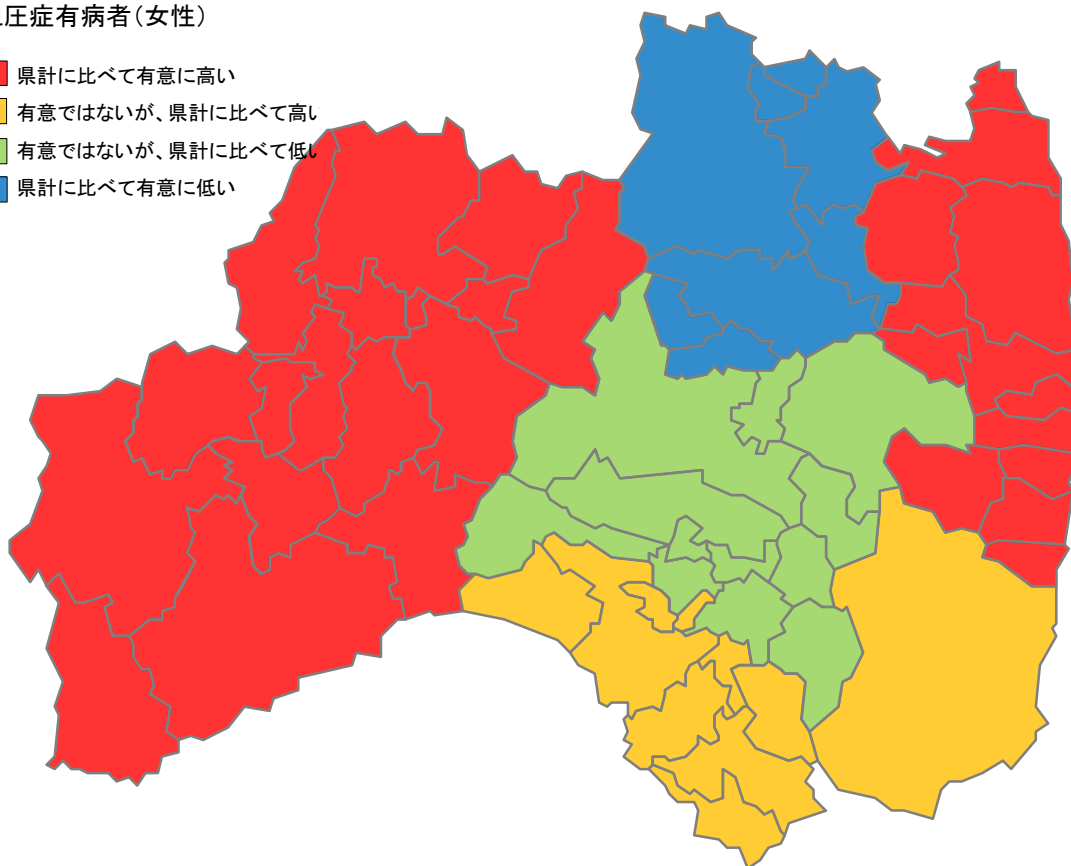 圧症有病者(女性)
県計に比べて有意に高い
有意ではないが、県計に比べて高い
有意ではないが、県計に比べて低い
県計に比べて有意に低い